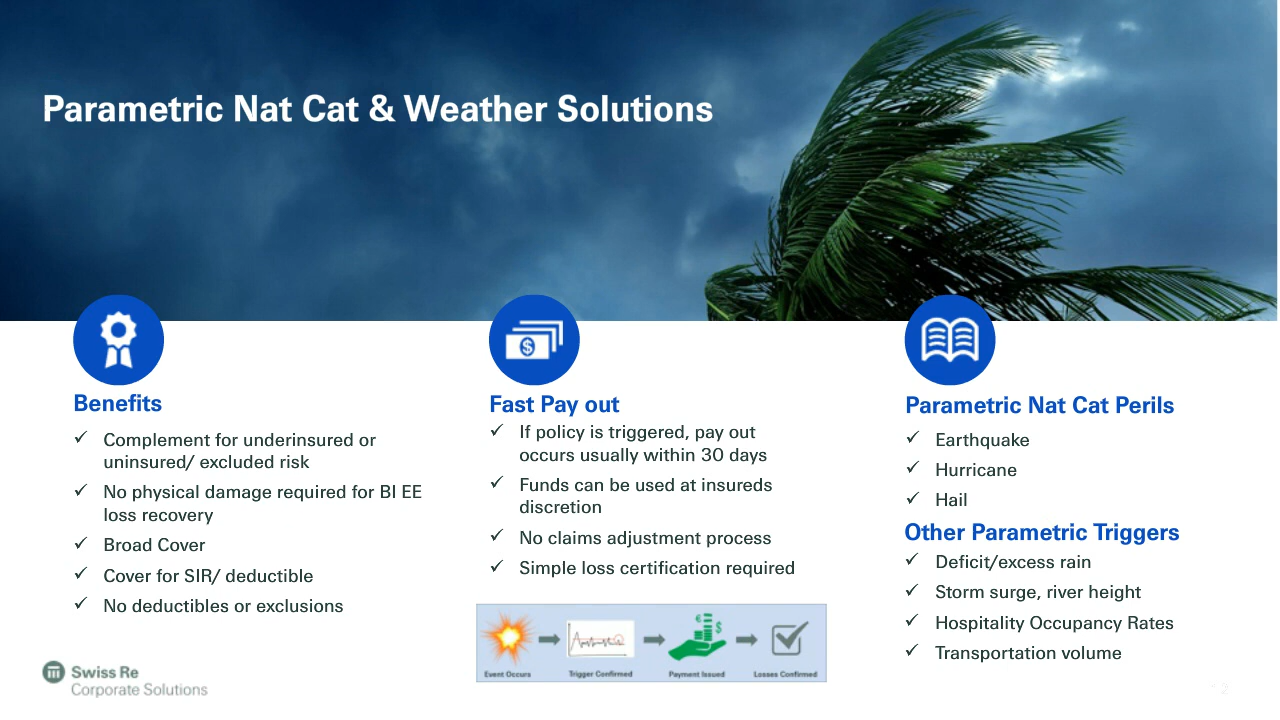 Parametric Nat Cat & Weather Solutions
Benefits
✓ Complement for underinsured or
uninsured/ excluded risk
✓ No physical damage required for BI EE
loss recovery
✓ Broad Cover
✓ Cover for SIR/ deductible
✓ No deductibles or exclusions
Fast Pay out
✓ If policy is triggered, pay out
occurs usually within 30 days
✓ Funds can be used at insureds
discretion
✓ No claims adjustment process
✓ Simple loss certification required
Event Occurs
Trigger Confirmed
Payment Issued
Losses Confirmed
Parametric Nat Cat Perils
✓ Earthquake
✓ Hurricane
✓ Hail
Other Parametric Triggers
✓ Deficit/excess rain
✓ Storm surge, river height
✓ Hospitality Occupancy Rates
✓ Transportation volume
Swiss Re
Corporate Solutions